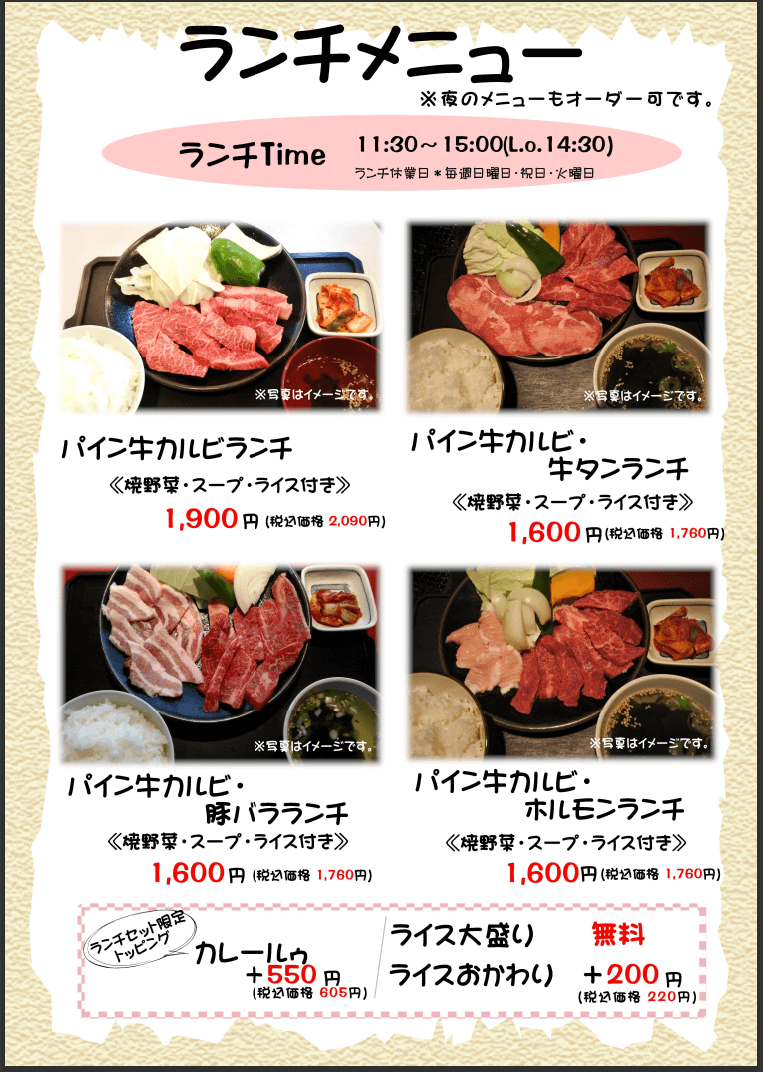 ランチメニュー
※夜のメニューもオーダー可です。
ランチTime
11:30～15:00(L.o.14:30)
ランチ休業日＊毎週日曜日・祝日・火曜日
※写真はイメージです。
※写真はイメージです。
パイン牛カルビランチ
≪焼野菜・スープ・ライス付き≫
1,900円 (税込価格 2,090円)
パイン牛カルビ・
牛タンランチ
≪焼野菜・スープ・ライス付き≫
1,600円 (税込価格 1,760円)
※写真はイメージです。
※写真はイメージです。
パイン牛カルビ・
豚バラランチ
≪焼野菜・スープ・ライス付き≫
1,600円 (税込価格 1,760円)
パイン牛カルビ・
ホルモンランチ
≪焼野菜・スープ・ライス付き≫
1,600円 (税込価格 1,760円)
ランチセット限定
トッピング
カレールゥ
＋550円
(税込価格 605円)
ライス大盛り 無料
ライスおかわり ＋200円
(税込価格 220円)